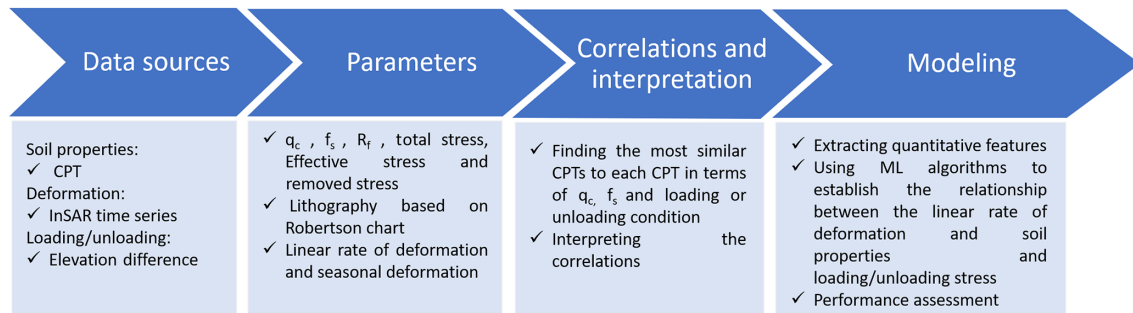 Data sources
Soil properties:
✓ CPT
Deformation:
✓ InSAR time series
Loading/unloading:
✓ Elevation difference
Parameters
✓ qc , fs , Rf , total stress,
Effective stress and
removed stress
✓ Lithography based on
Robertson chart
✓ Linear rate of deformation
and seasonal deformation
Correlations and
interpretation
✓ Finding the most similar
CPTs to each CPT in terms
of qc, fs and loading or
unloading condition
✓ Interpreting the
correlations
Modeling
✓ Extracting quantitative features
✓ Using ML algorithms to
establish the relationship
between the linear rate of
deformation and soil
properties and
loading/unloading stress
✓ Performance assessment